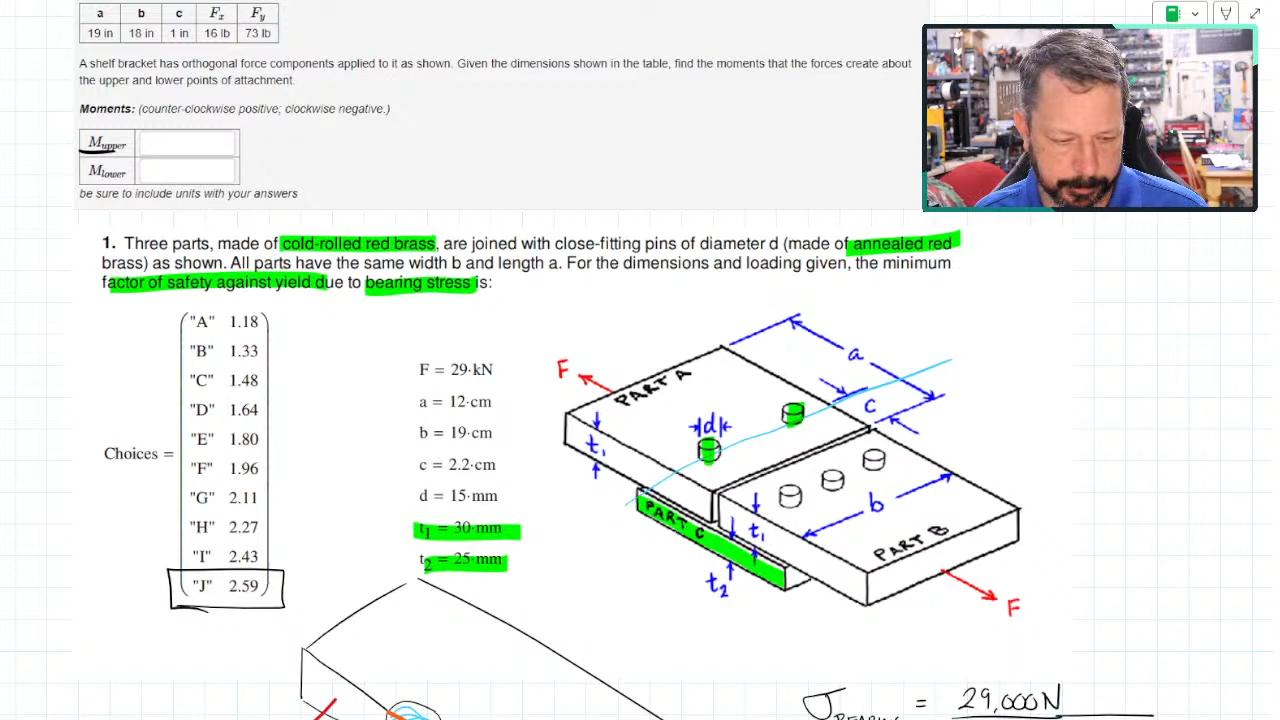 a b c Fx Fy
19 in 18 in 1 in 16 lb 73 lb
A shelf bracket has orthogonal force components applied to it as shown. Given the dimensions shown in the table, find the moments that the forces create about
the upper and lower points of attachment.
Moments: (counter-clockwise positive; clockwise negative.)
Mupper
Mlower
be sure to include units with your answers
1. Three parts, made of cold-rolled red brass, are joined with close-fitting pins of diameter d (made of annealed red
brass) as shown. All parts have the same width b and length a. For the dimensions and loading given, the minimum
factor of safety against yield due to bearing stress is:
Choices =
"A" 1.18
"B" 1.33
"C" 1.48
"D" 1.64
"E" 1.80
"F" 1.96
"G" 2.11
"H" 2.27
"I" 2.43
"J" 2.59
F = 29·kN
a = 12·cm
b = 19·cm
c = 2.2·cm
d = 15·mm
t1 = 30·mm
t2 = 25·mm
F
PART A
a
c
d
t1
PART C
t1
b
PART B
t2
F
σBEARING = 29,000N